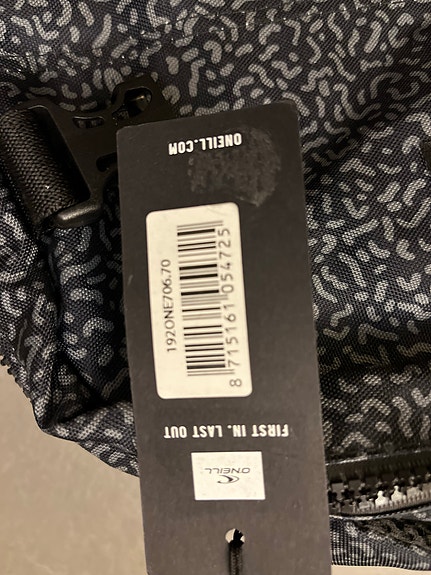 ONEILL.COM
192ONE706.70
8 715161 054725
FIRST IN. LAST OUT
O'NEILL